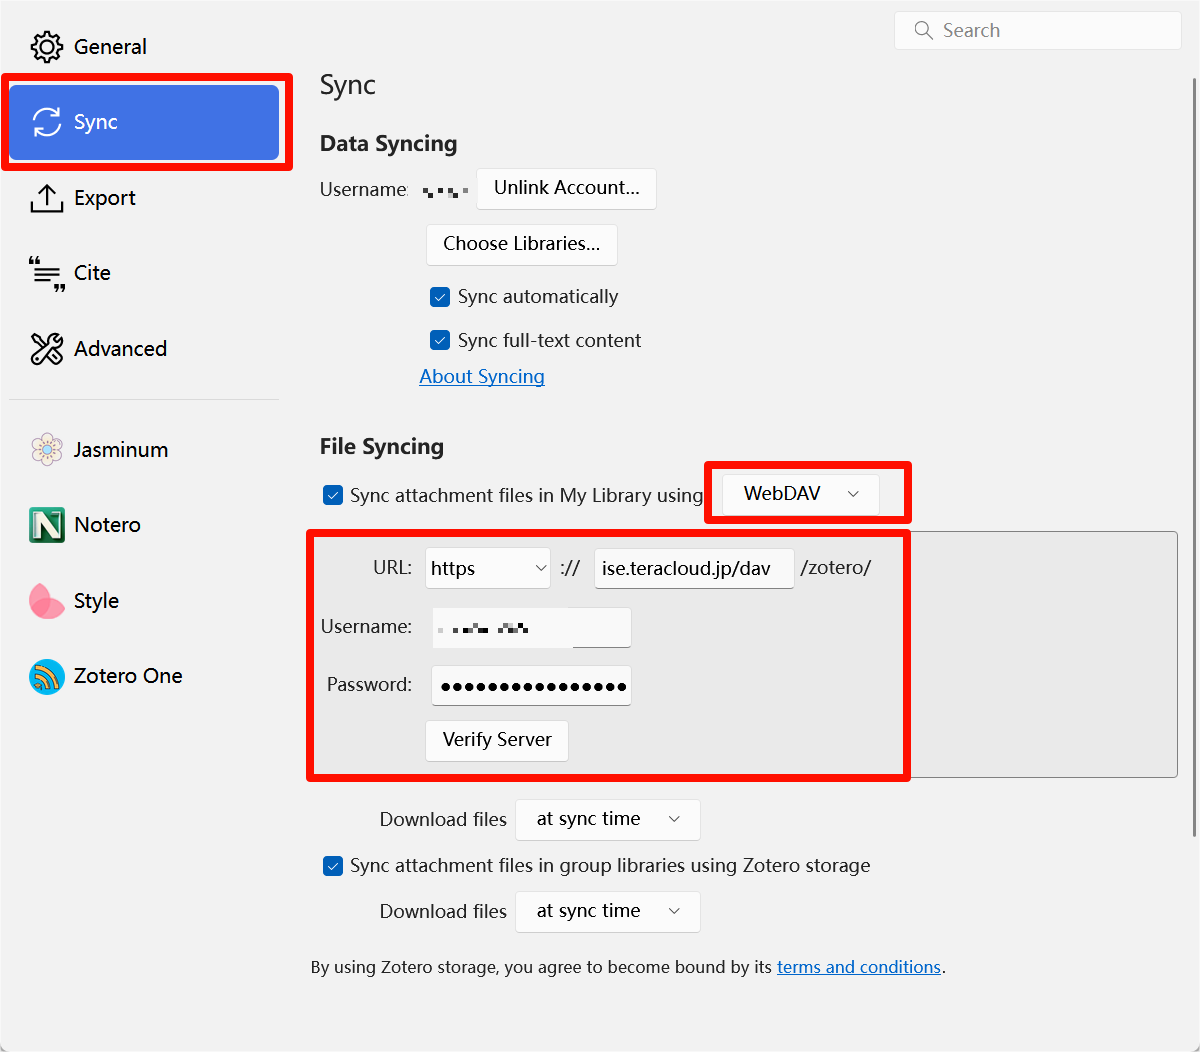 General
Search
Sync
Export
Cite
Advanced
Jasminum
Notero
Style
Zotero One
Sync
Data Syncing
Username: Unlink Account...
Choose Libraries...
Sync automatically
Sync full-text content
About Syncing
File Syncing
Sync attachment files in My Library using WebDAV
URL: https :// ise.teracloud.jp/dav /zotero/
Username:
Password: ●●●●●●●●●●●●●●●●
Verify Server
Download files at sync time
Sync attachment files in group libraries using Zotero storage
Download files at sync time
By using Zotero storage, you agree to become bound by its terms and conditions.